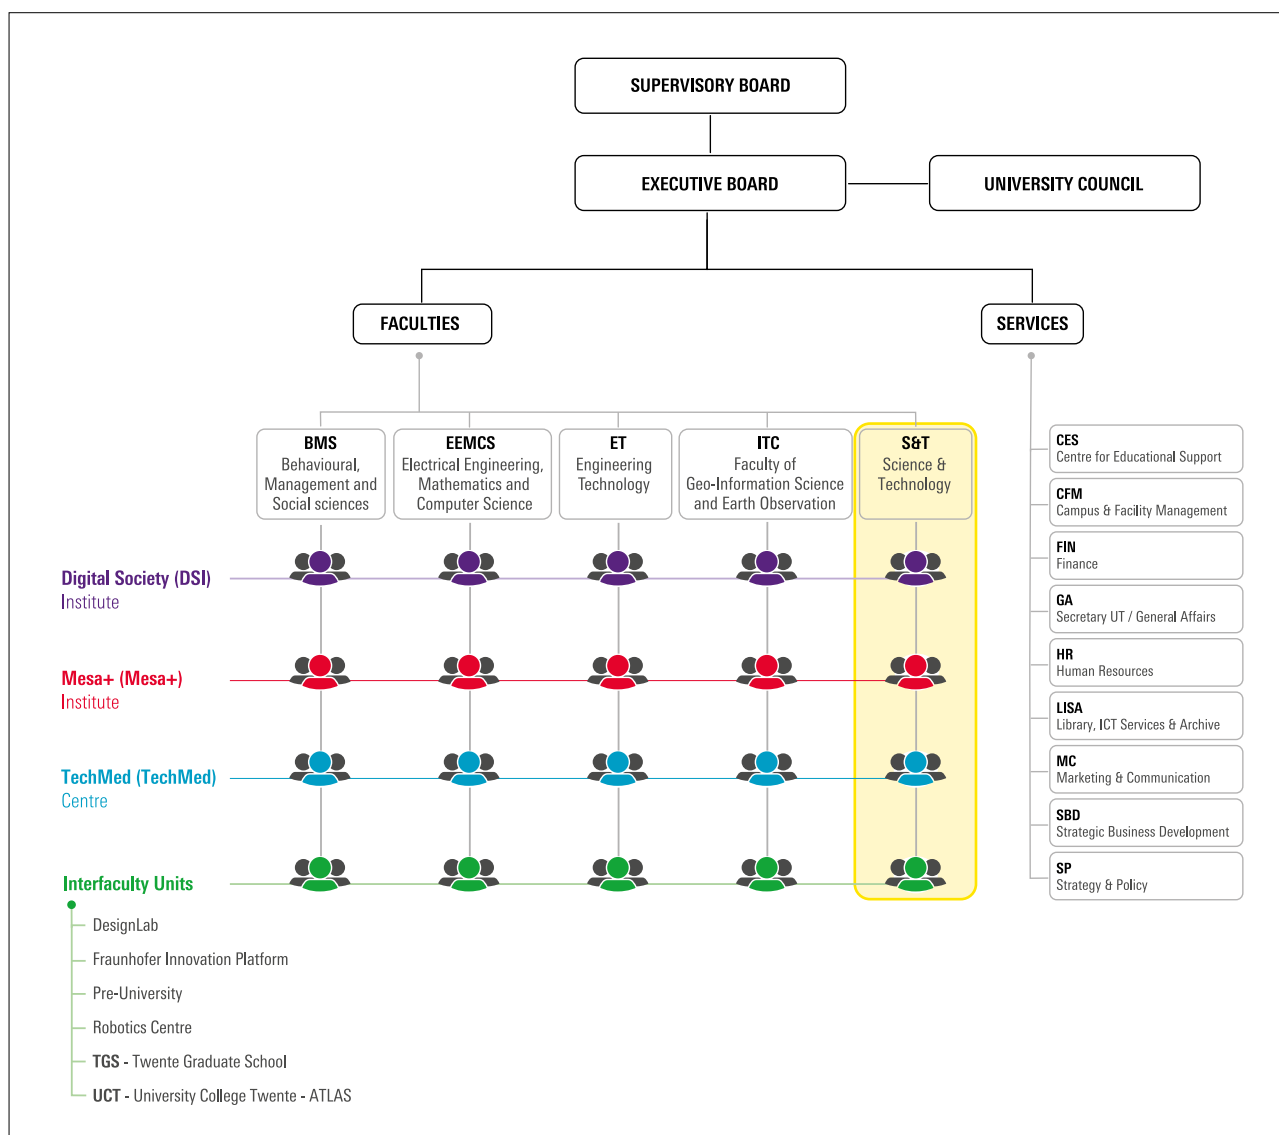 SUPERVISORY BOARD
EXECUTIVE BOARD
UNIVERSITY COUNCIL
FACULTIES
SERVICES
BMS
Behavioural,
Management and
Social sciences
EEMCS
Electrical Engineering,
Mathematics and
Computer Science
ET
Engineering
Technology
ITC
Faculty of
Geo-Information Science
and Earth Observation
S&T
Science &
Technology
CES
Centre for Educational Support
CFM
Campus & Facility Management
FIN
Finance
GA
Secretary UT / General Affairs
HR
Human Resources
LISA
Library, ICT Services & Archive
MC
Marketing & Communication
SBD
Strategic Business Development
SP
Strategy & Policy
Digital Society (DSI)
Institute
Mesa+ (Mesa+)
Institute
TechMed (TechMed)
Centre
Interfaculty Units
DesignLab
Fraunhofer Innovation Platform
Pre-University
Robotics Centre
TGS - Twente Graduate School
UCT - University College Twente - ATLAS